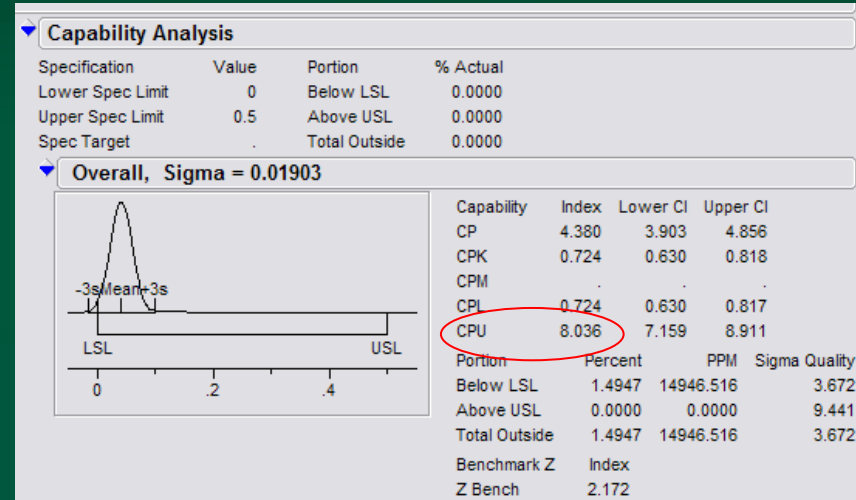 Capability Analysis
Specification Value Portion % Actual
Lower Spec Limit 0 Below LSL 0.0000
Upper Spec Limit 0.5 Above USL 0.0000
Spec Target . Total Outside 0.0000
Overall, Sigma = 0.01903
-3sMean+3s
LSL USL
0 .2 .4
Capability Index Lower CI Upper CI
CP 4.380 3.903 4.856
CPK 0.724 0.630 0.818
CPM . . .
CPL 0.724 0.630 0.817
CPU 8.036 7.159 8.911
Portion Percent PPM Sigma Quality
Below LSL 1.4947 14946.516 3.672
Above USL 0.0000 0.0000 9.441
Total Outside 1.4947 14946.516 3.672
Benchmark Z Index
Z Bench 2.172